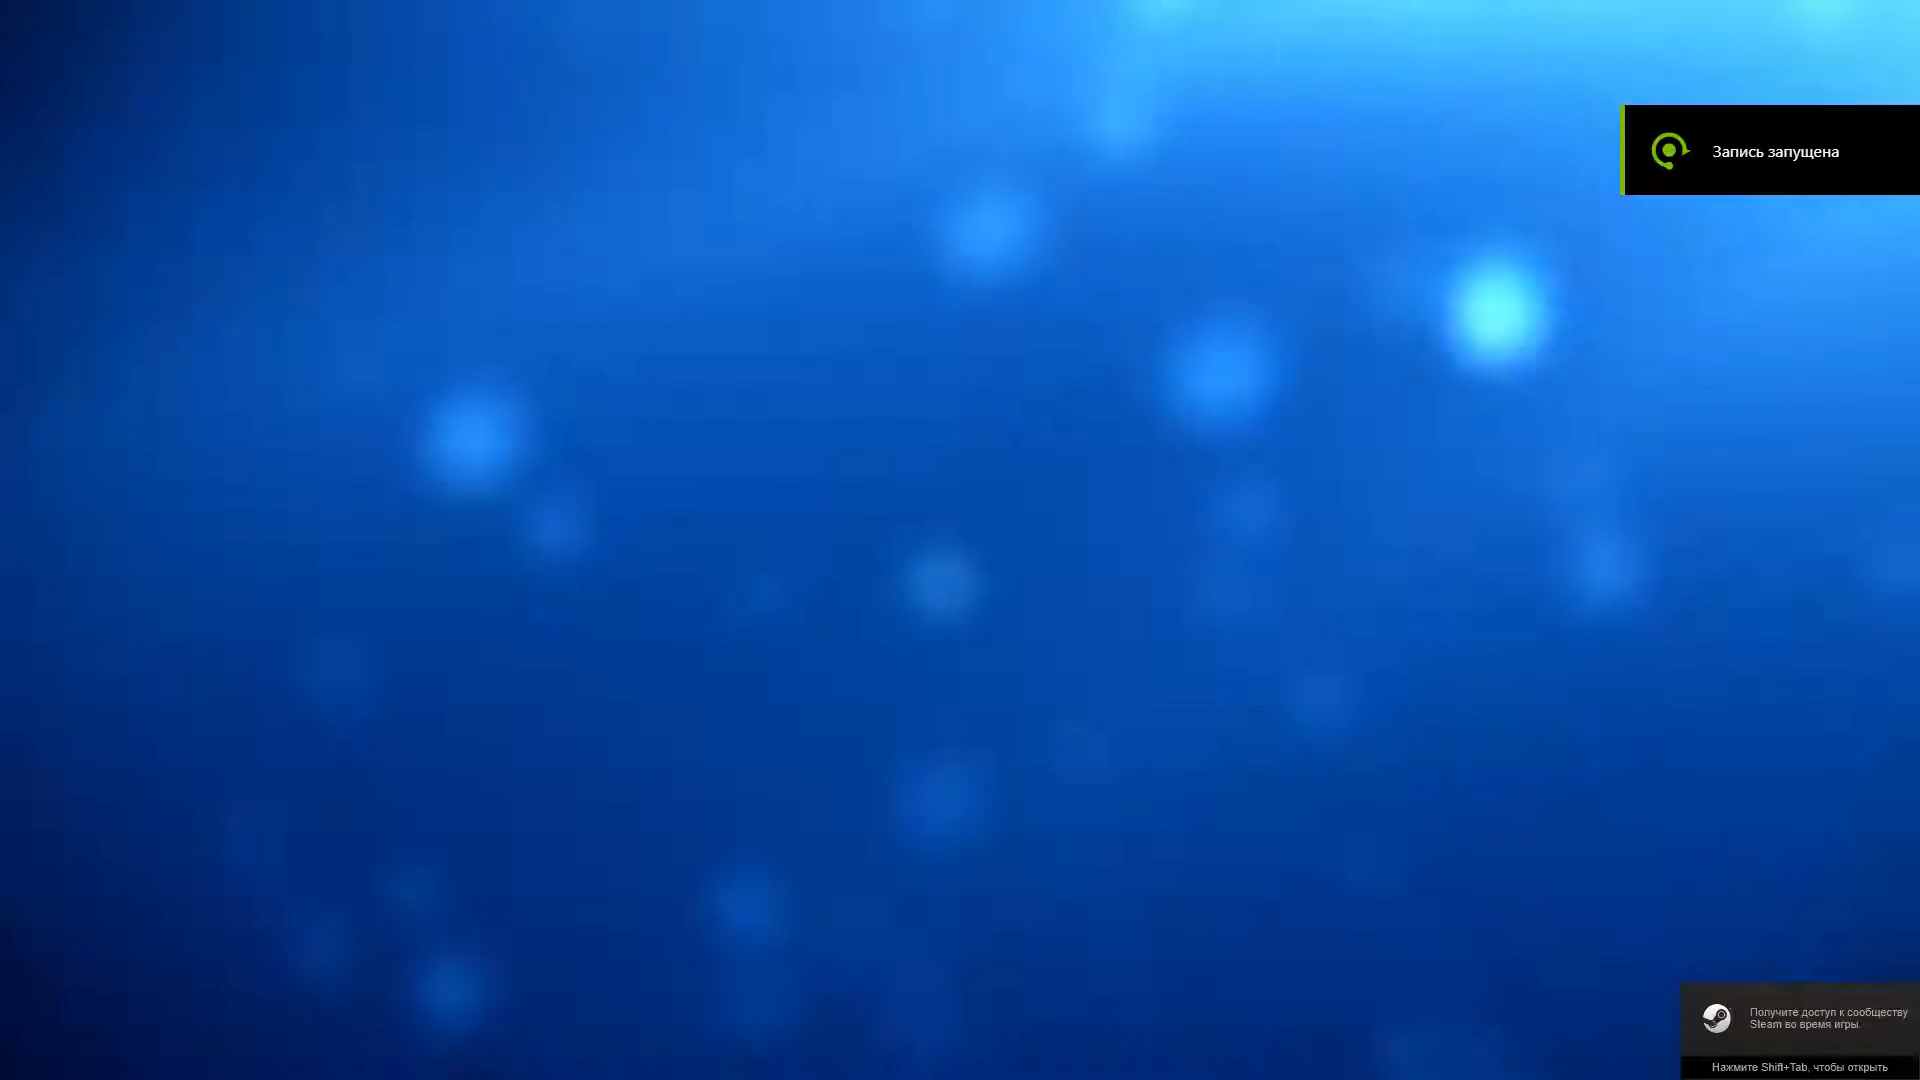 Запись запущена
Получите доступ к сообществу
Steam во время игры.
Нажмите Shift+Tab, чтобы открыть